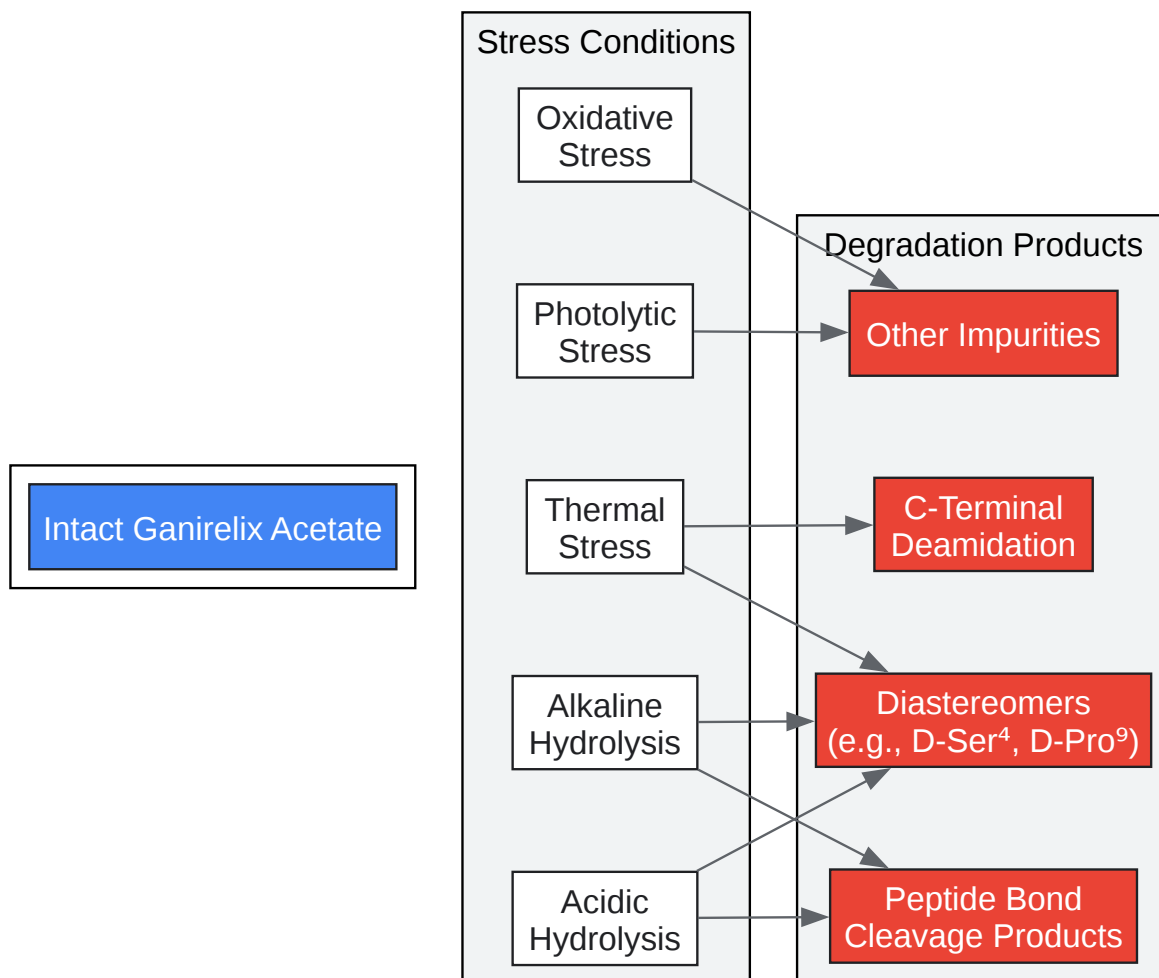 Stress Conditions
Oxidative
Stress
Photolytic
Stress
Thermal
Stress
Alkaline
Hydrolysis
Acidic
Hydrolysis
Degradation Products
Other Impurities
C-Terminal
Deamidation
Diastereomers
(e.g., D-Ser⁴, D-Pro⁹)
Peptide Bond
Cleavage Products
Intact Ganirelix Acetate